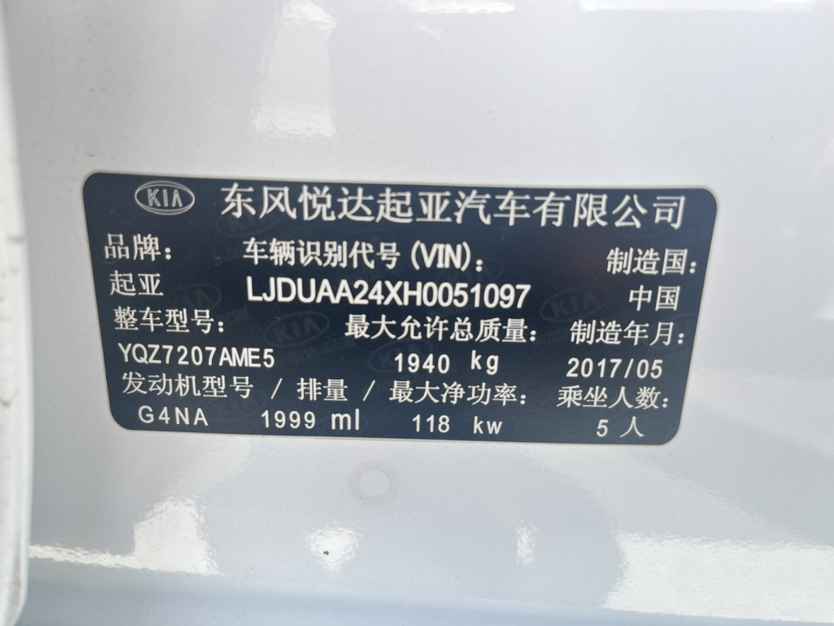 KIA 东风悦达起亚汽车有限公司
品牌： 车辆识别代号(VIN)： 制造国：
起亚 LJDUAA24XH0051097 中国
整车型号： 最大允许总质量： 制造年月：
YQZ7207AME5 1940 kg 2017/05
发动机型号 / 排量 / 最大净功率： 乘坐人数：
G4NA 1999 ml 118 kw 5 人